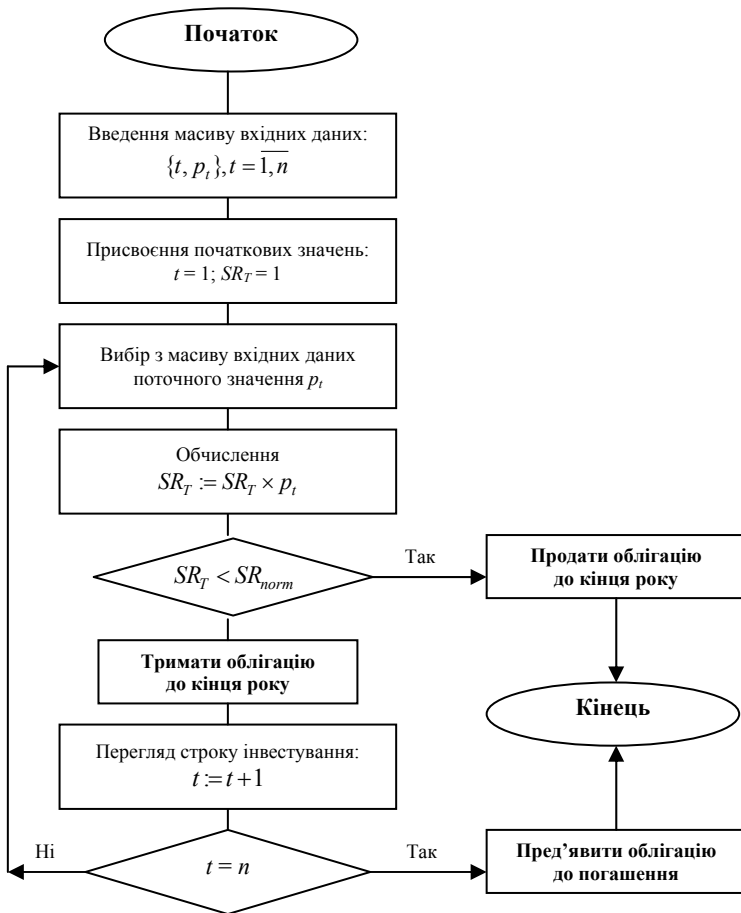 Початок
Введення масиву вхідних даних:
{t, p_t}, t = \overline{1, n}
Присвоєння початкових значень:
t = 1; SR_T = 1
Вибір з масиву вхідних даних
поточного значення p_t
Обчислення
SR_T := SR_T × p_t
SR_T < SR_norm
Так
Продати облігацію
до кінця року
Тримати облігацію
до кінця року
Кінець
Перегляд строку інвестування:
t := t + 1
Ні
t = n
Так
Пред’явити облігацію
до погашення